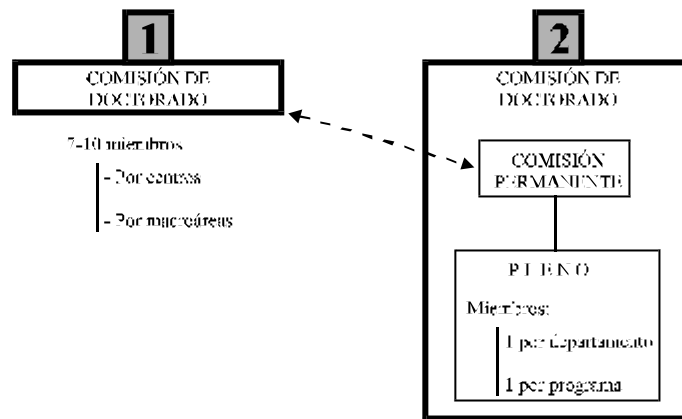 1
COMISIÓN DE
DOCTORADO
7-10 miembros
- Por centros
- Por macroáreas
2
COMISIÓN DE
DOCTORADO
COMISIÓN
PERMANENTE
PLENO
Miembros:
1 por departamento
1 por programa